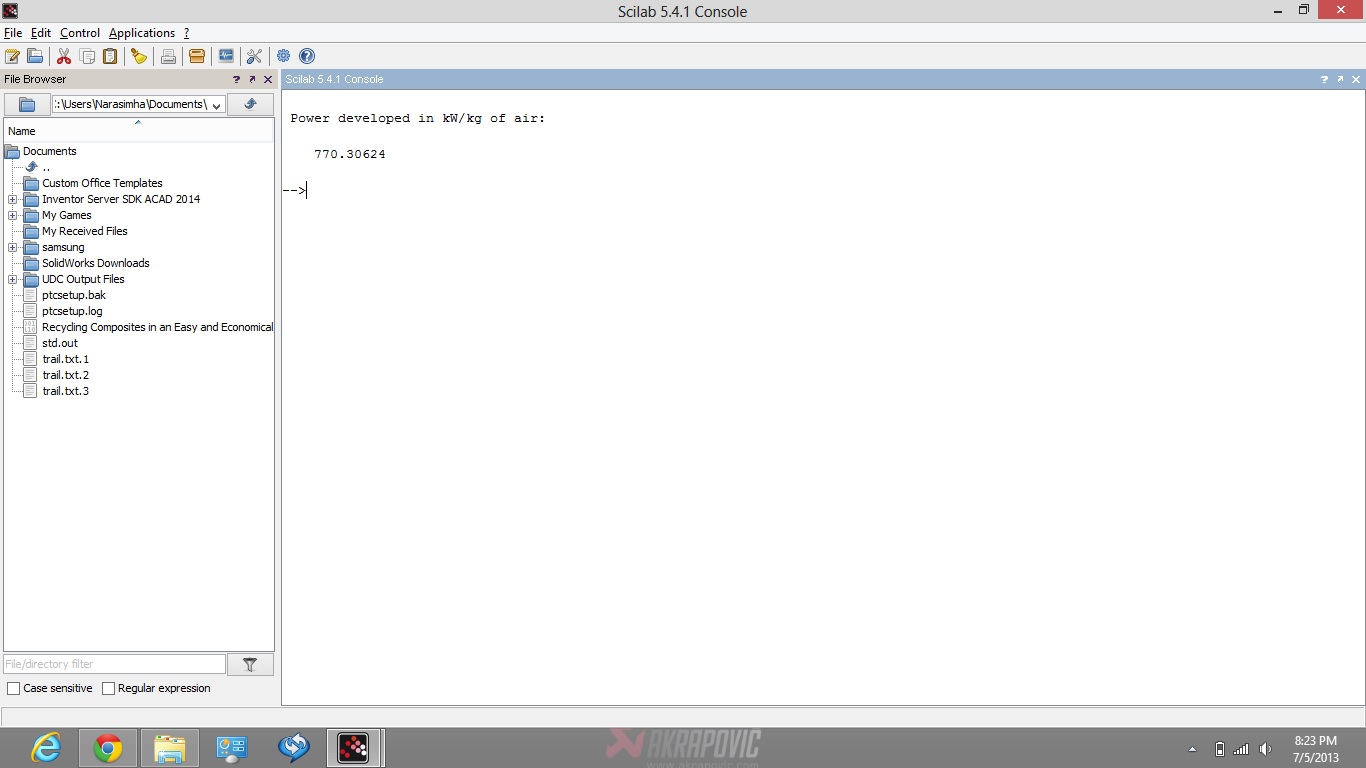 Scilab 5.4.1 Console
File Edit Control Applications ?
File Browser
Scilab 5.4.1 Console
:\Users\Narasimha\Documents\
Name
Documents
..
Custom Office Templates
Inventor Server SDK ACAD 2014
My Games
My Received Files
samsung
SolidWorks Downloads
UDC Output Files
ptcsetup.bak
ptcsetup.log
Recycling Composites in an Easy and Economical
std.out
trail.txt.1
trail.txt.2
trail.txt.3
Power developed in kW/kg of air:
770.30624
-->
File/directory filter
Case sensitive Regular expression
AKRAPOVIC
www.akrapovic.com
8:23 PM
7/5/2013